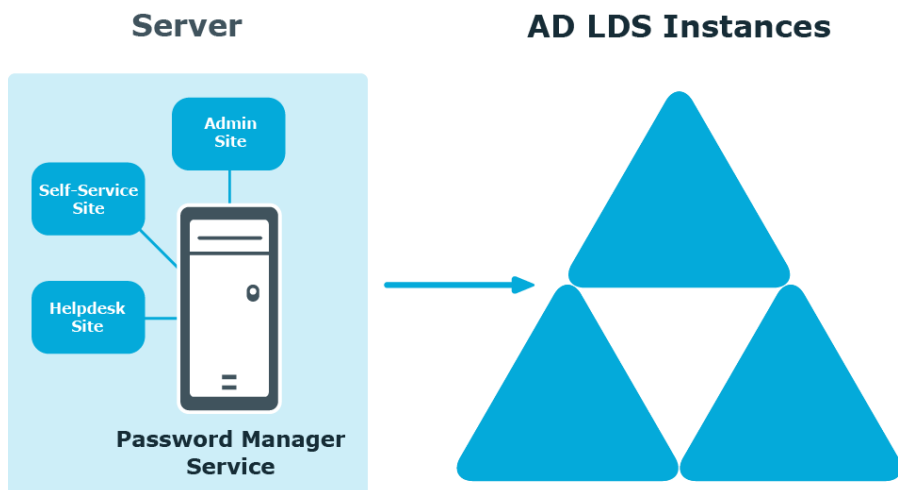 Server
AD LDS Instances
Admin
Site
Self-Service
Site
Helpdesk
Site
Password Manager
Service